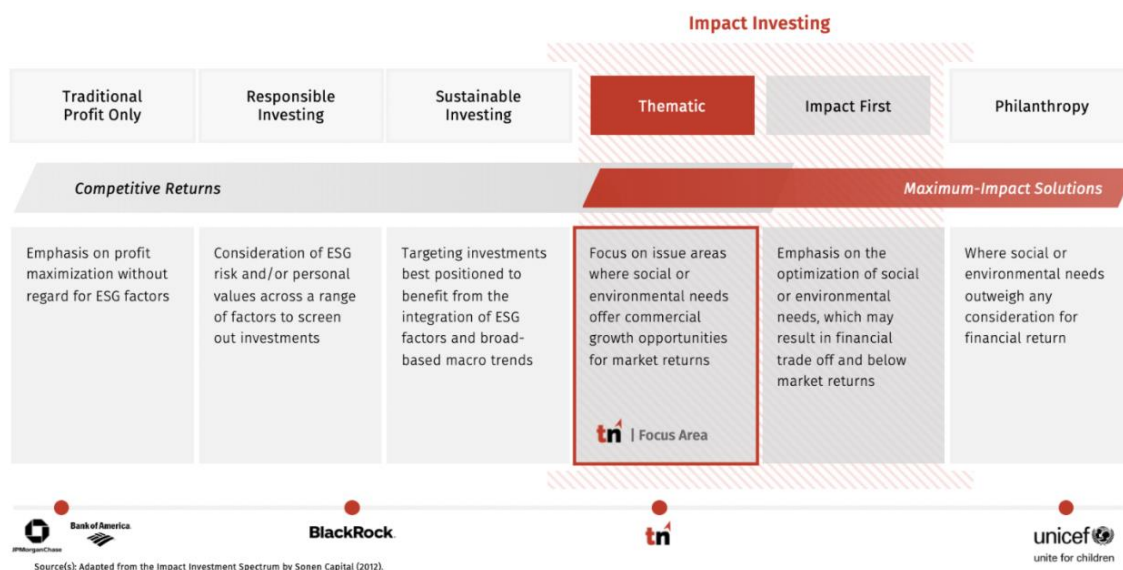 Impact Investing
Traditional
Profit Only
Responsible
Investing
Sustainable
Investing
Thematic
Impact First
Philanthropy
Competitive Returns
Maximum-Impact Solutions
Emphasis on profit
maximization without
regard for ESG factors
Consideration of ESG
risk and/or personal
values across a range
of factors to screen
out investments
Targeting investments
best positioned to
benefit from the
integration of ESG
factors and broad-
based macro trends
Focus on issue areas
where social or
environmental needs
offer commercial
growth opportunities
for market returns
tn | Focus Area
Emphasis on the
optimization of social
or environmental
needs, which may
result in financial
trade off and below
market returns
Where social or
environmental needs
outweigh any
consideration for
financial return
JPMorganChase
Bank of America
BlackRock.
tn
unicef
unite for children
Source(s): Adapted from the Impact Investment Spectrum by Sonen Capital (2012).